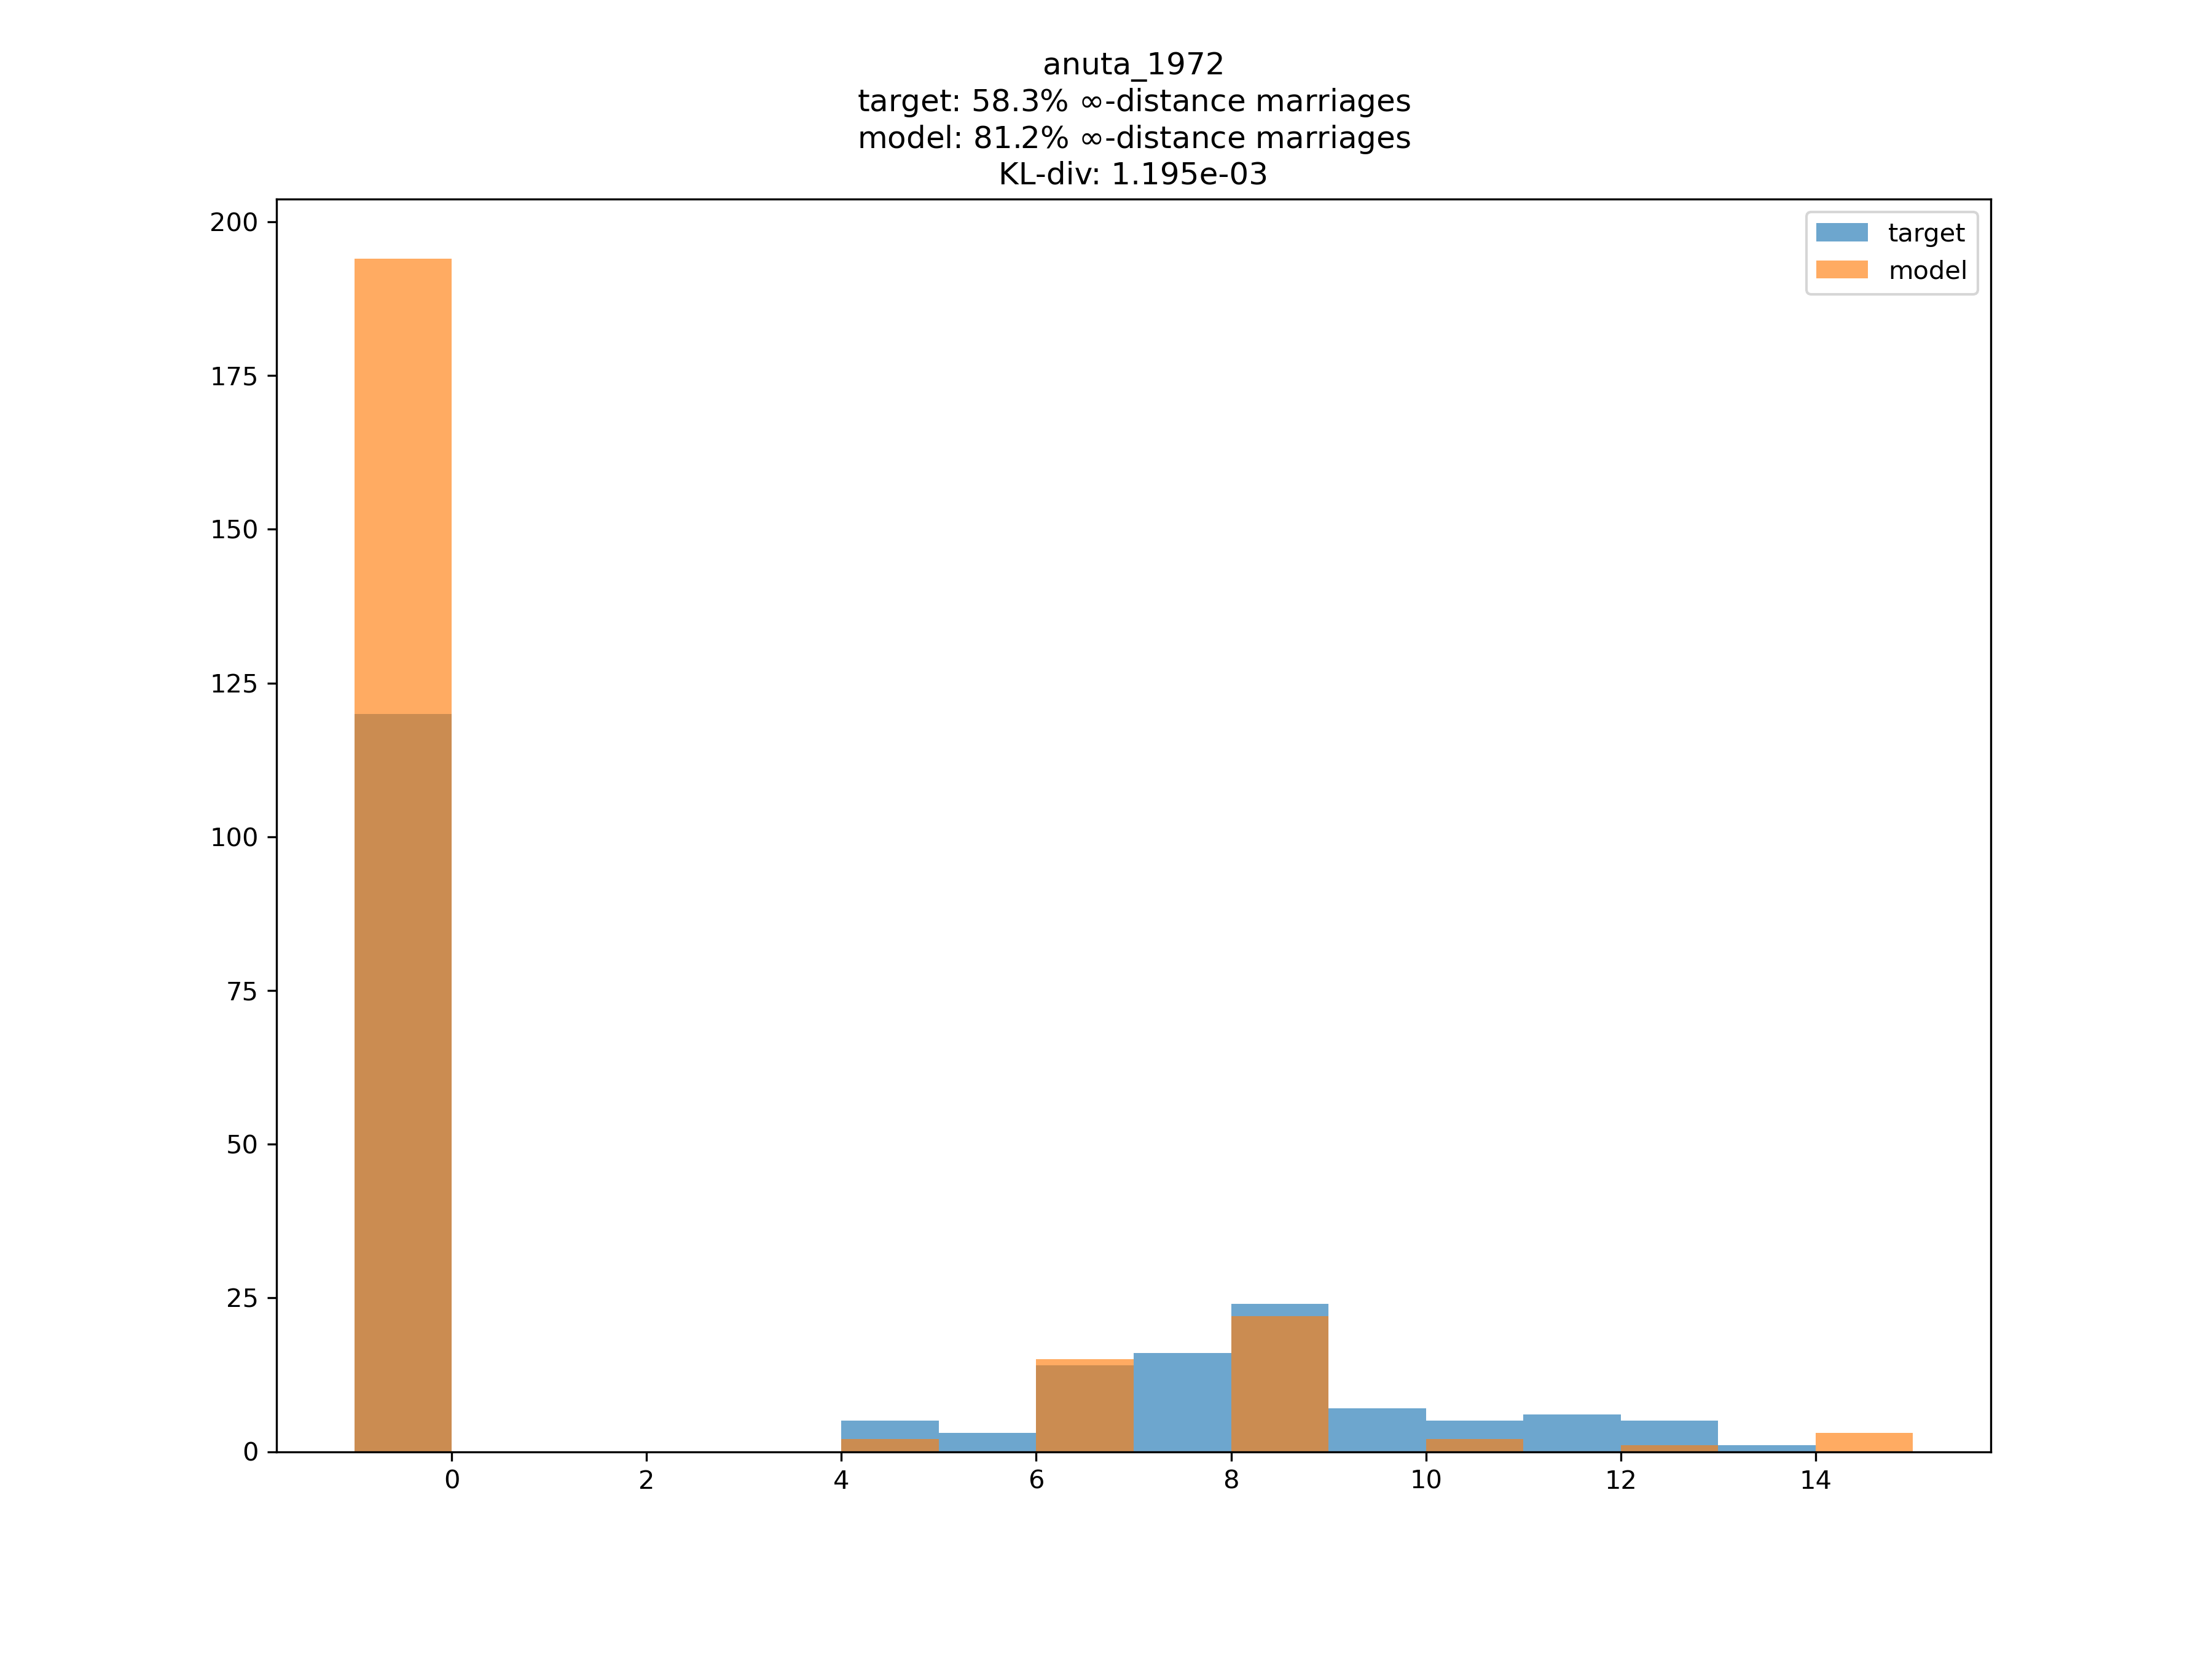 anuta_1972
target: 58.3% ∞-distance marriages
model: 81.2% ∞-distance marriages
KL-div: 1.195e-03
target
model
200
175
150
125
100
75
50
25
0
0 2 4 6 8 10 12 14